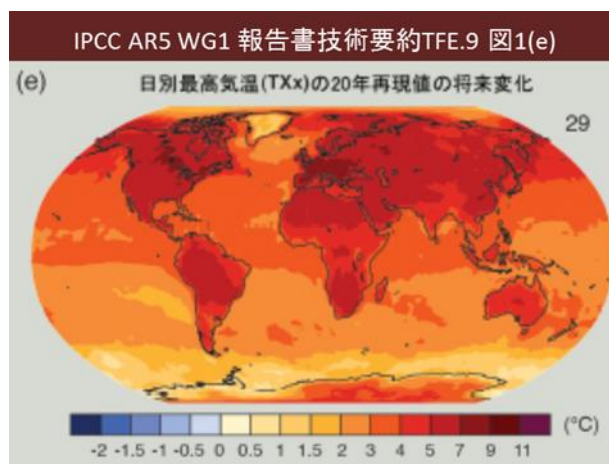 IPCC AR5 WG1 報告書技術要約TFE.9 図1(e)
(e) 日別最高気温(TXx)の20年再現値の将来変化
29
-2 -1.5 -1 -0.5 0 0.5 1 1.5 2 3 4 5 7 9 11 (°C)